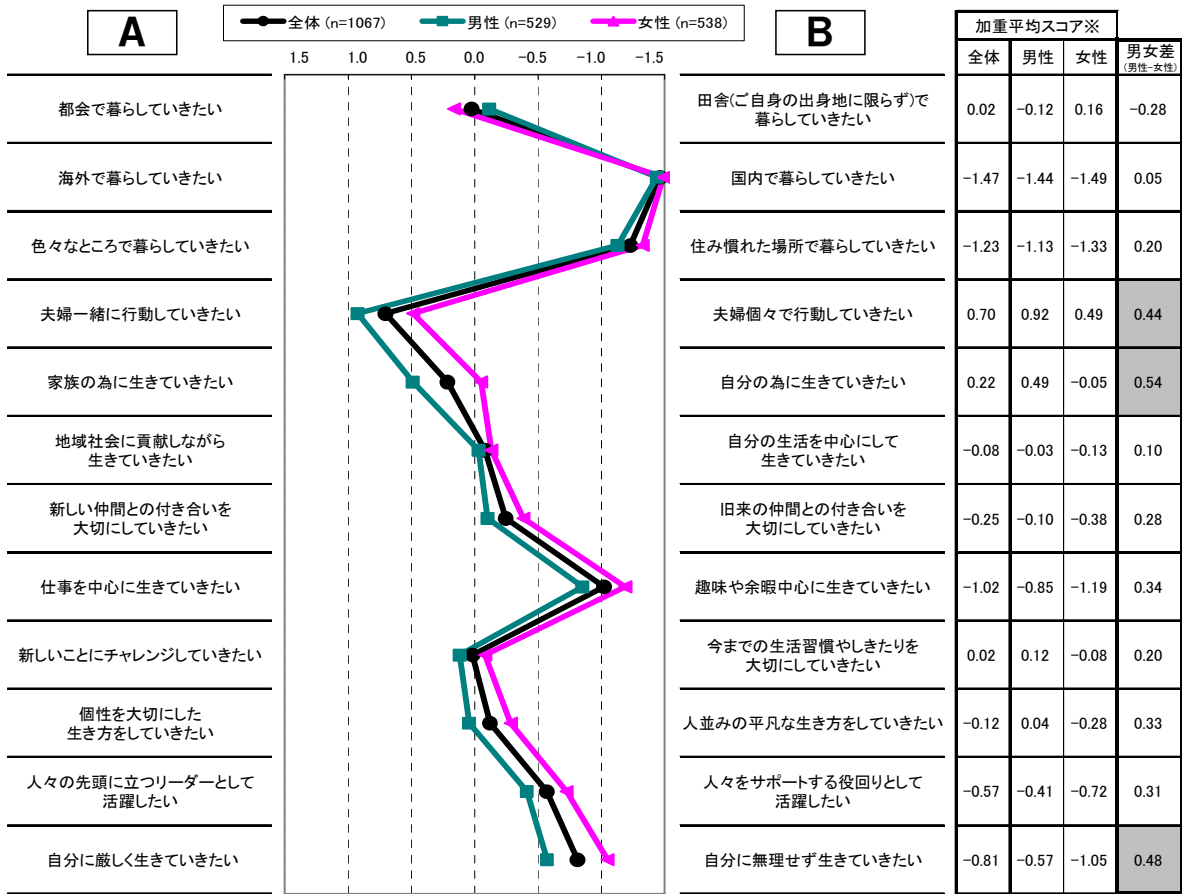 A
全体 (n=1067) 男性 (n=529) 女性 (n=538)
B
加重平均スコア※
全体 男性 女性 男女差
(男性-女性)
1.5 1.0 0.5 0.0 -0.5 -1.0 -1.5
都会で暮らしていきたい
田舎(ご自身の出身地に限らず)で
暮らしていきたい
0.02 -0.12 0.16 -0.28
海外で暮らしていきたい
国内で暮らしていきたい
-1.47 -1.44 -1.49 0.05
色々なところで暮らしていきたい
住み慣れた場所で暮らしていきたい
-1.23 -1.13 -1.33 0.20
夫婦一緒に行動していきたい
夫婦個々で行動していきたい
0.70 0.92 0.49 0.44
家族の為に生きていきたい
自分の為に生きていきたい
0.22 0.49 -0.05 0.54
地域社会に貢献しながら
生きていきたい
自分の生活を中心にして
生きていきたい
-0.08 -0.03 -0.13 0.10
新しい仲間との付き合いを
大切にしていきたい
旧来の仲間との付き合いを
大切にしていきたい
-0.25 -0.10 -0.38 0.28
仕事を中心に生きていきたい
趣味や余暇中心に生きていきたい
-1.02 -0.85 -1.19 0.34
新しいことにチャレンジしていきたい
今までの生活習慣やしきたりを
大切にしていきたい
0.02 0.12 -0.08 0.20
個性を大切にした
生き方をしていきたい
人並みの平凡な生き方をしていきたい
-0.12 0.04 -0.28 0.33
人々の先頭に立つリーダーとして
活躍したい
人々をサポートする役回りとして
活躍したい
-0.57 -0.41 -0.72 0.31
自分に厳しく生きていきたい
自分に無理せず生きていきたい
-0.81 -0.57 -1.05 0.48